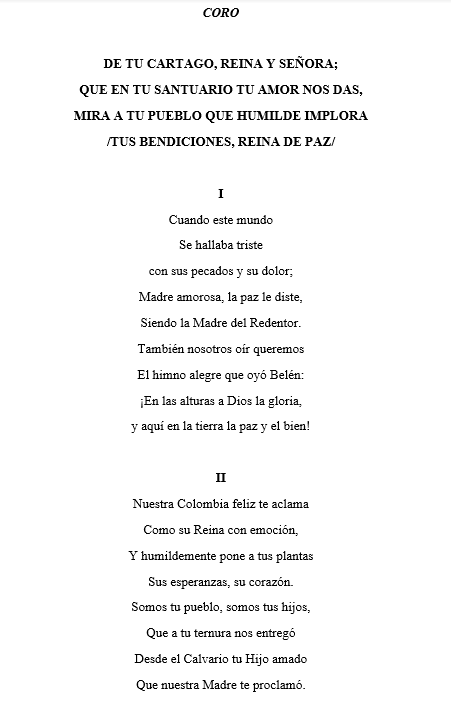 CORO
DE TU CARTAGO, REINA Y SEÑORA;
QUE EN TU SANTUARIO TU AMOR NOS DAS,
MIRA A TU PUEBLO QUE HUMILDE IMPLORA
/TUS BENDICIONES, REINA DE PAZ/
I
Cuando este mundo
Se hallaba triste
con sus pecados y su dolor;
Madre amorosa, la paz le diste,
Siendo la Madre del Redentor.
También nosotros oír queremos
El himno alegre que oyó Belén:
¡En las alturas a Dios la gloria,
y aquí en la tierra la paz y el bien!
II
Nuestra Colombia feliz te aclama
Como su Reina con emoción,
Y humildemente pone a tus plantas
Sus esperanzas, su corazón.
Somos tu pueblo, somos tus hijos,
Que a tu ternura nos entregó
Desde el Calvario tu Hijo amado
Que nuestra Madre te proclamó.